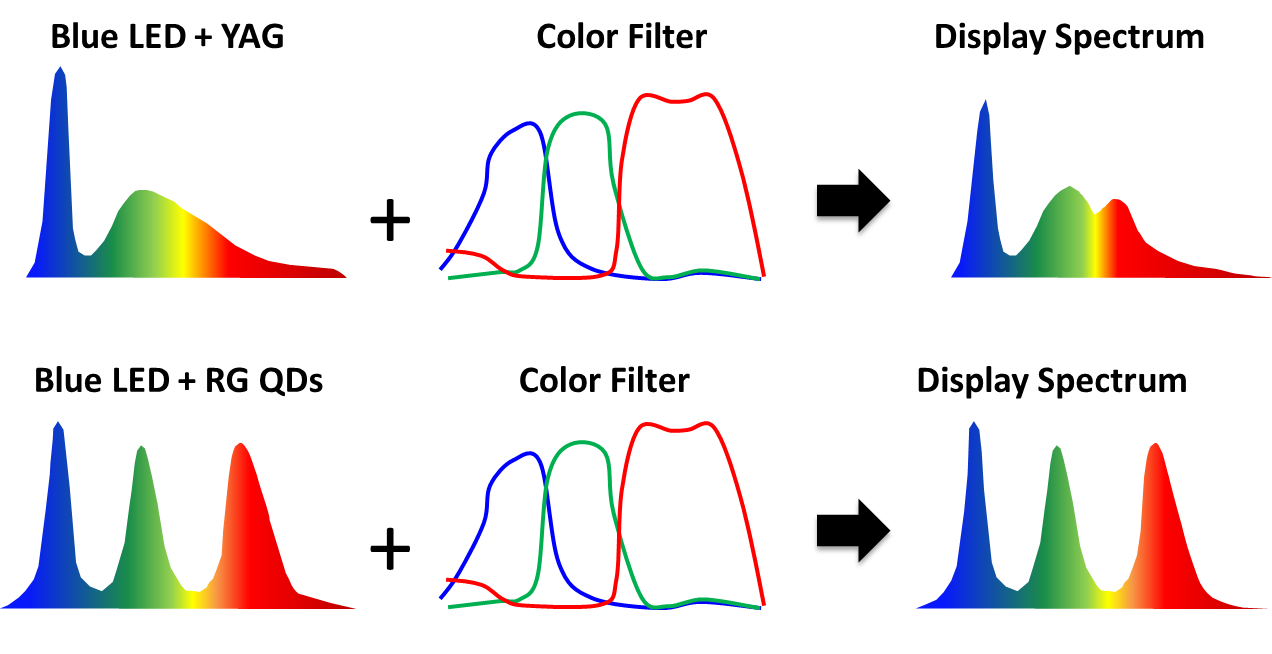 Blue LED + YAG
Color Filter
Display Spectrum
+
Blue LED + RG QDs
Color Filter
Display Spectrum
+